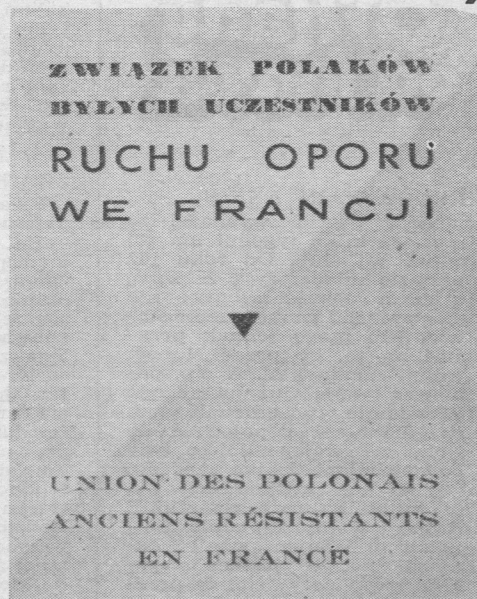 ZWIĄZEK POLAKÓW
BYŁYCH UCZESTNIKÓW
RUCHU OPORU
WE FRANCJI
UNION DES POLONAIS
ANCIENS RÉSISTANTS
EN FRANCE